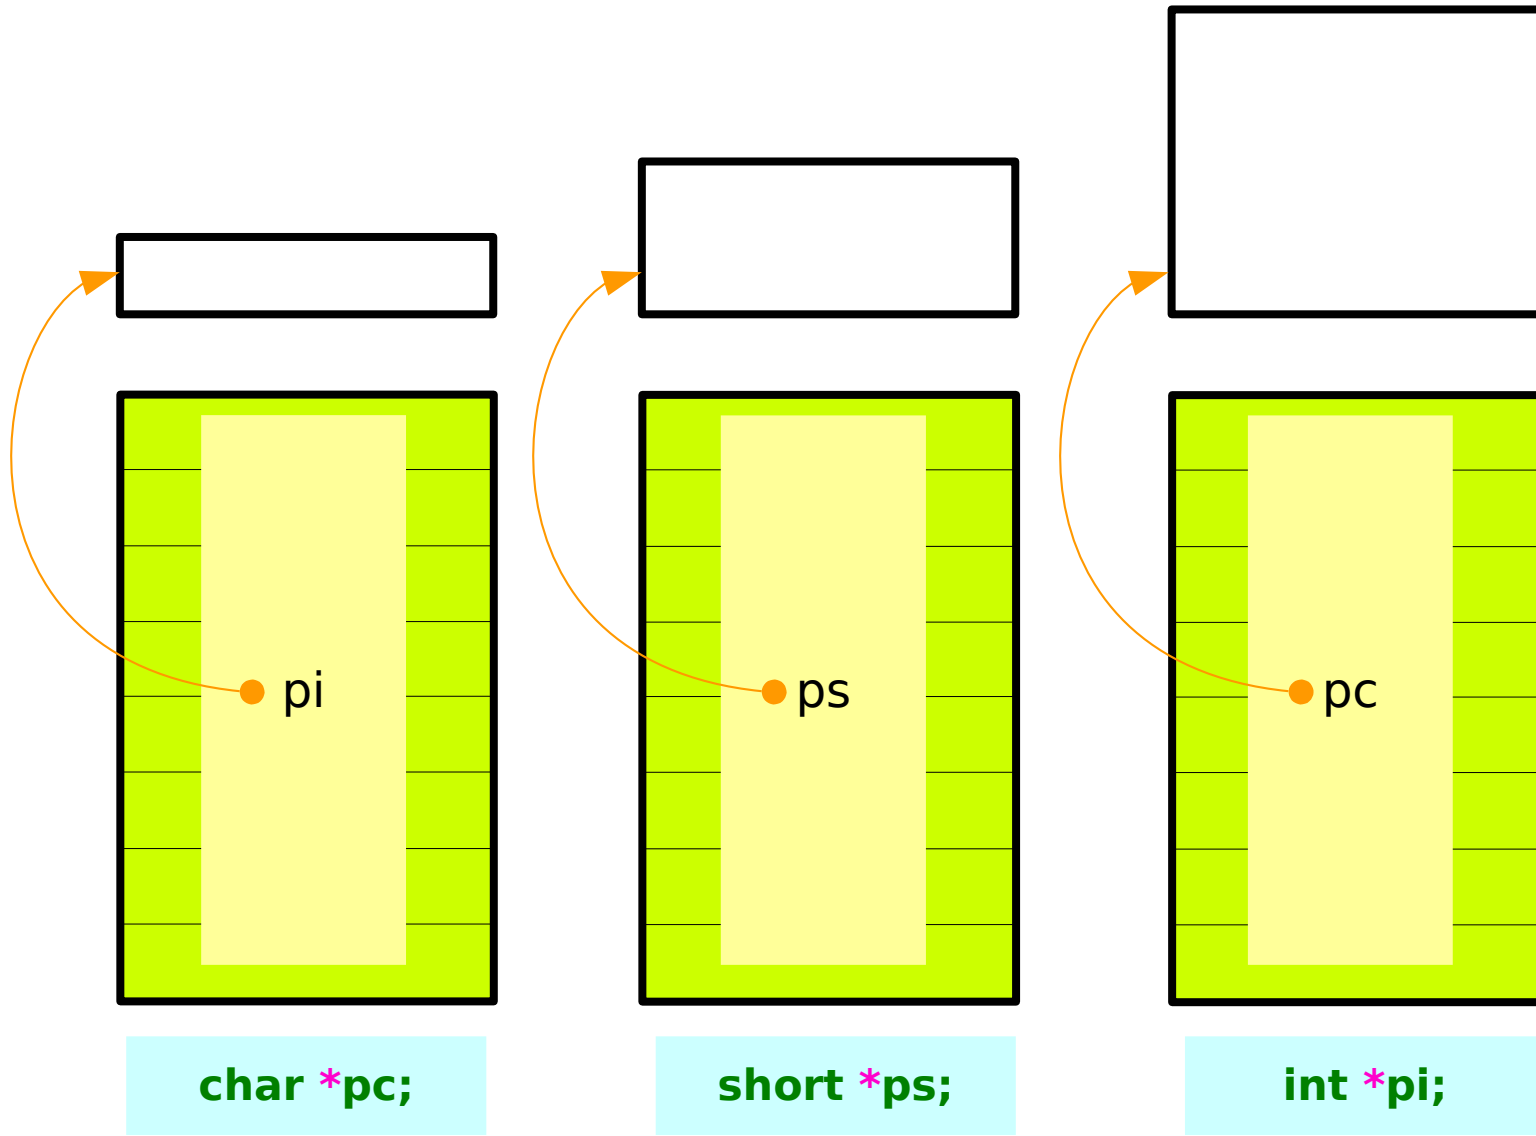 pi
ps
pc
char *pc;
short *ps;
int *pi;